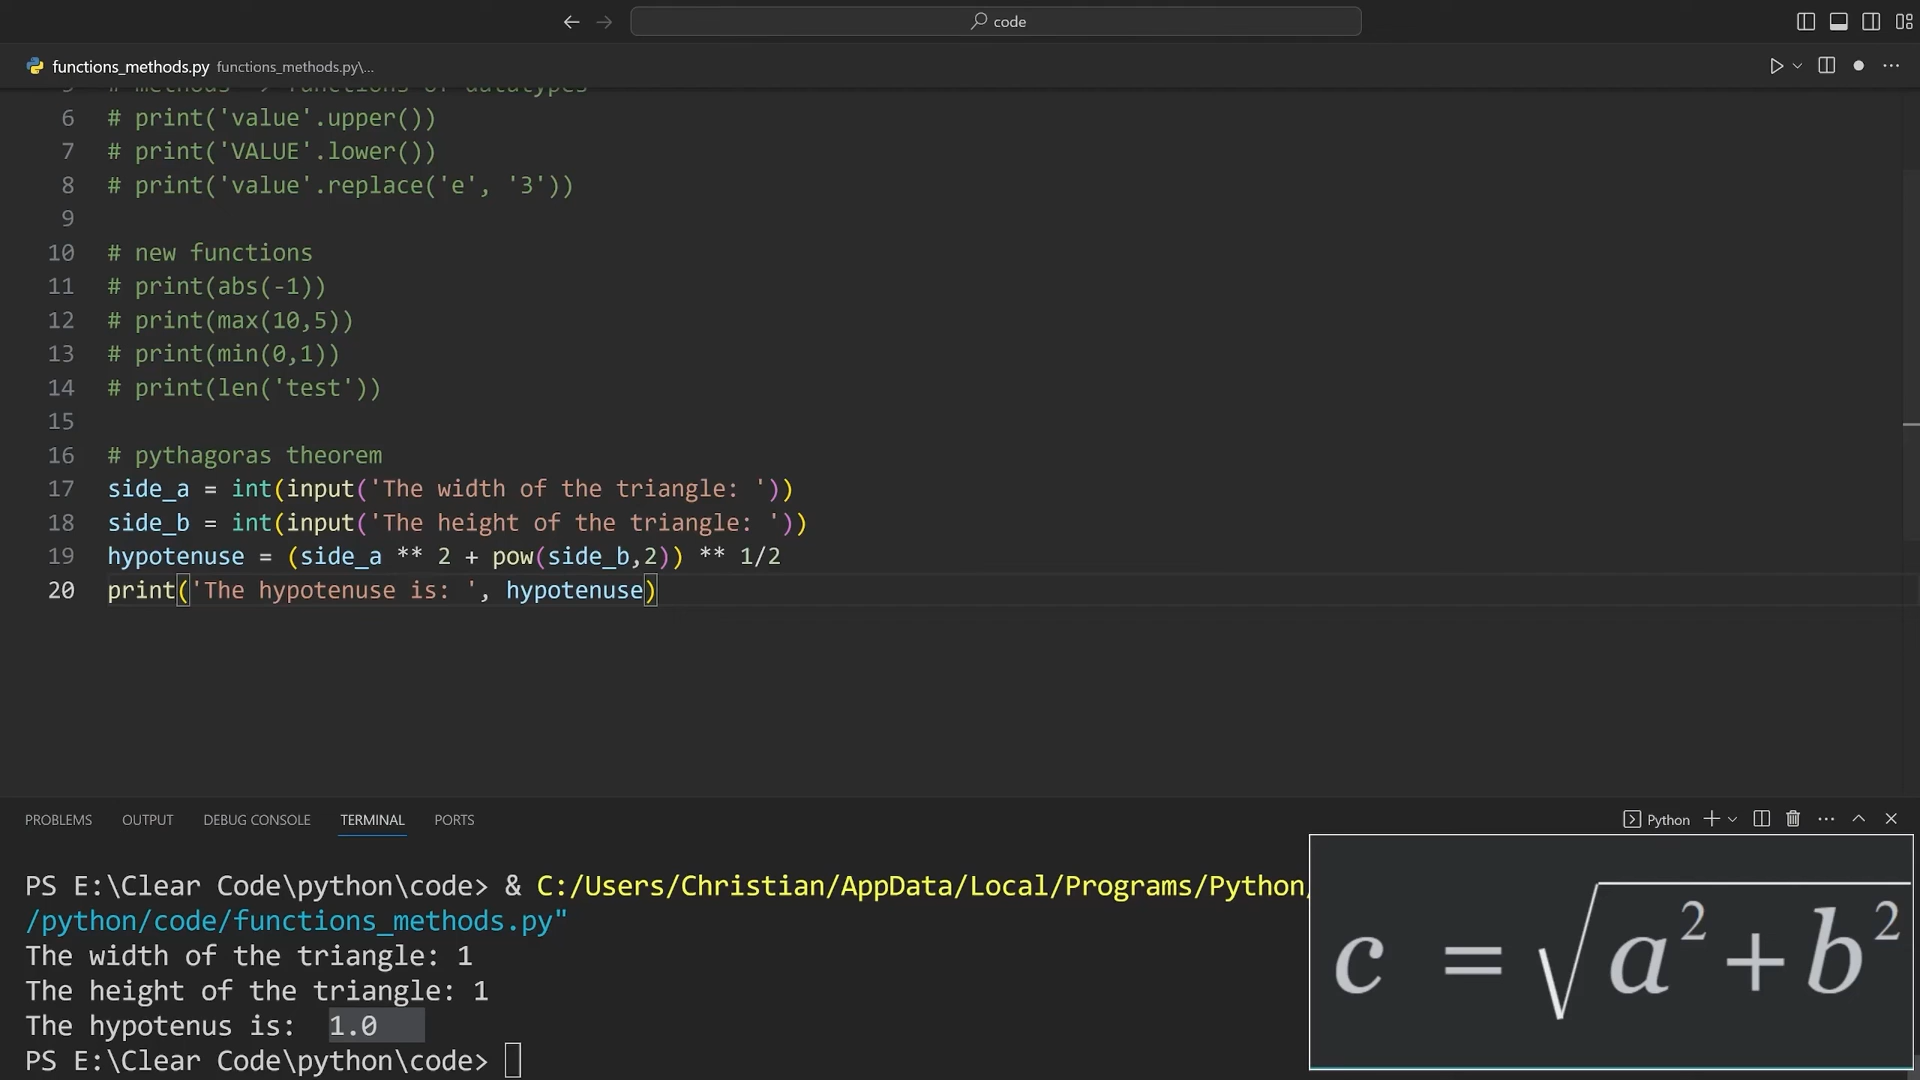 code
functions_methods.py functions_methods.py\...
5 # methods -> functions of datatypes
6 # print('value'.upper())
7 # print('VALUE'.lower())
8 # print('value'.replace('e', '3'))
9
10 # new functions
11 # print(abs(-1))
12 # print(max(10,5))
13 # print(min(0,1))
14 # print(len('test'))
15
16 # pythagoras theorem
17 side_a = int(input('The width of the triangle: '))
18 side_b = int(input('The height of the triangle: '))
19 hypotenuse = (side_a ** 2 + pow(side_b,2)) ** 1/2
20 print('The hypotenuse is: ', hypotenuse)
PROBLEMS OUTPUT DEBUG CONSOLE TERMINAL PORTS Python
PS E:\Clear Code\python\code> & C:/Users/Christian/AppData/Local/Programs/Python/
/python/code/functions_methods.py"
The width of the triangle: 1
The height of the triangle: 1
The hypotenus is:  1.0
PS E:\Clear Code\python\code>
c = √a² + b²